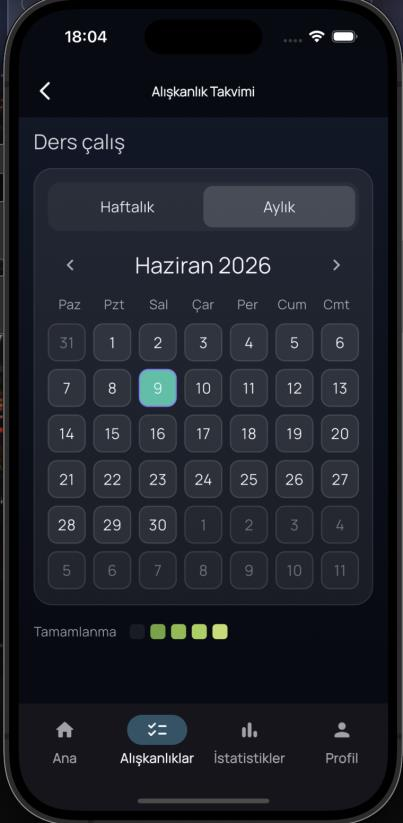 18:04
Alışkanlık Takvimi
Ders çalış
Haftalık Aylık
Haziran 2026
Paz Pzt Sal Çar Per Cum Cmt
31 1 2 3 4 5 6
7 8 9 10 11 12 13
14 15 16 17 18 19 20
21 22 23 24 25 26 27
28 29 30 1 2 3 4
5 6 7 8 9 10 11
Tamamlanma
Ana Alışkanlıklar İstatistikler Profil